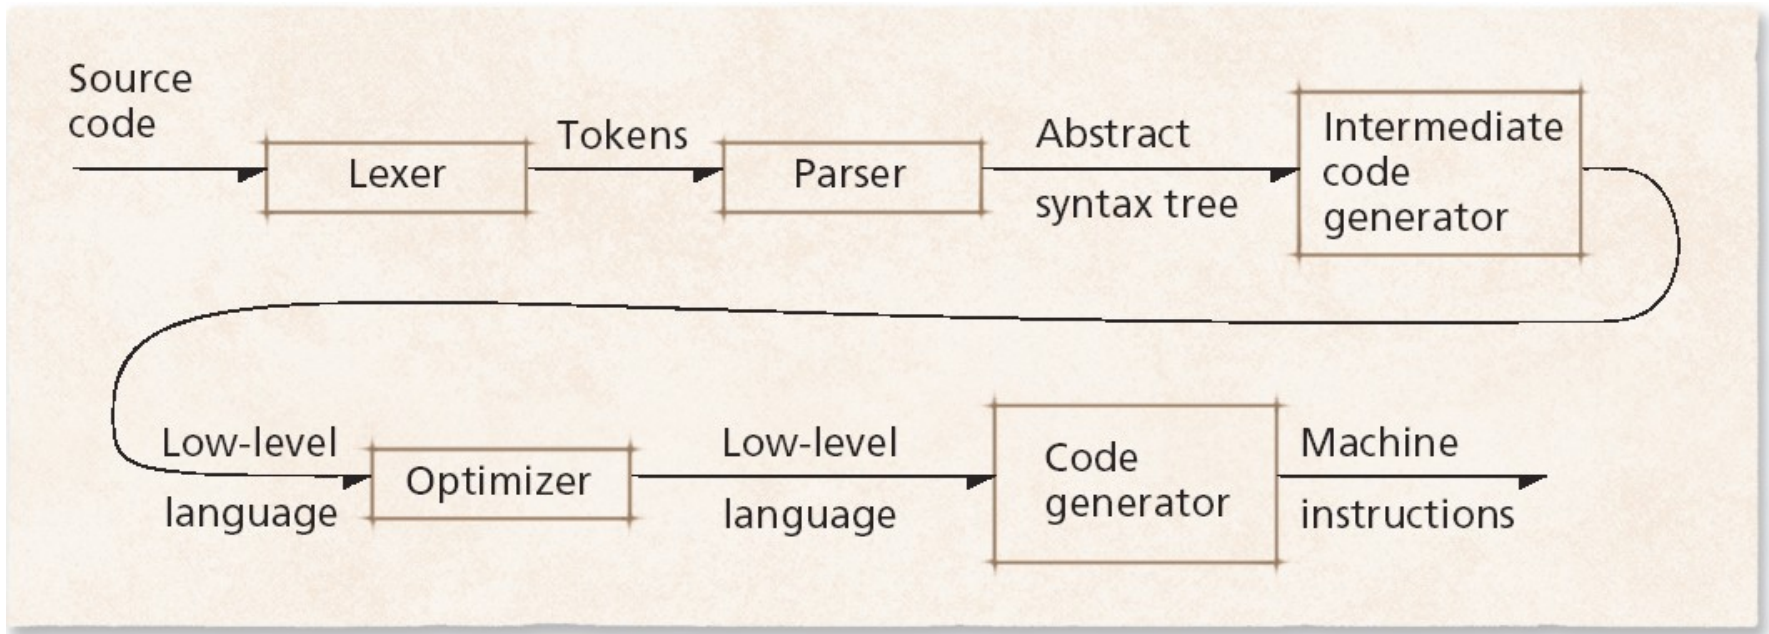 Source
code
Lexer
Tokens
Parser
Abstract
syntax tree
Intermediate
code
generator
Low-level
language
Optimizer
Low-level
language
Code
generator
Machine
instructions